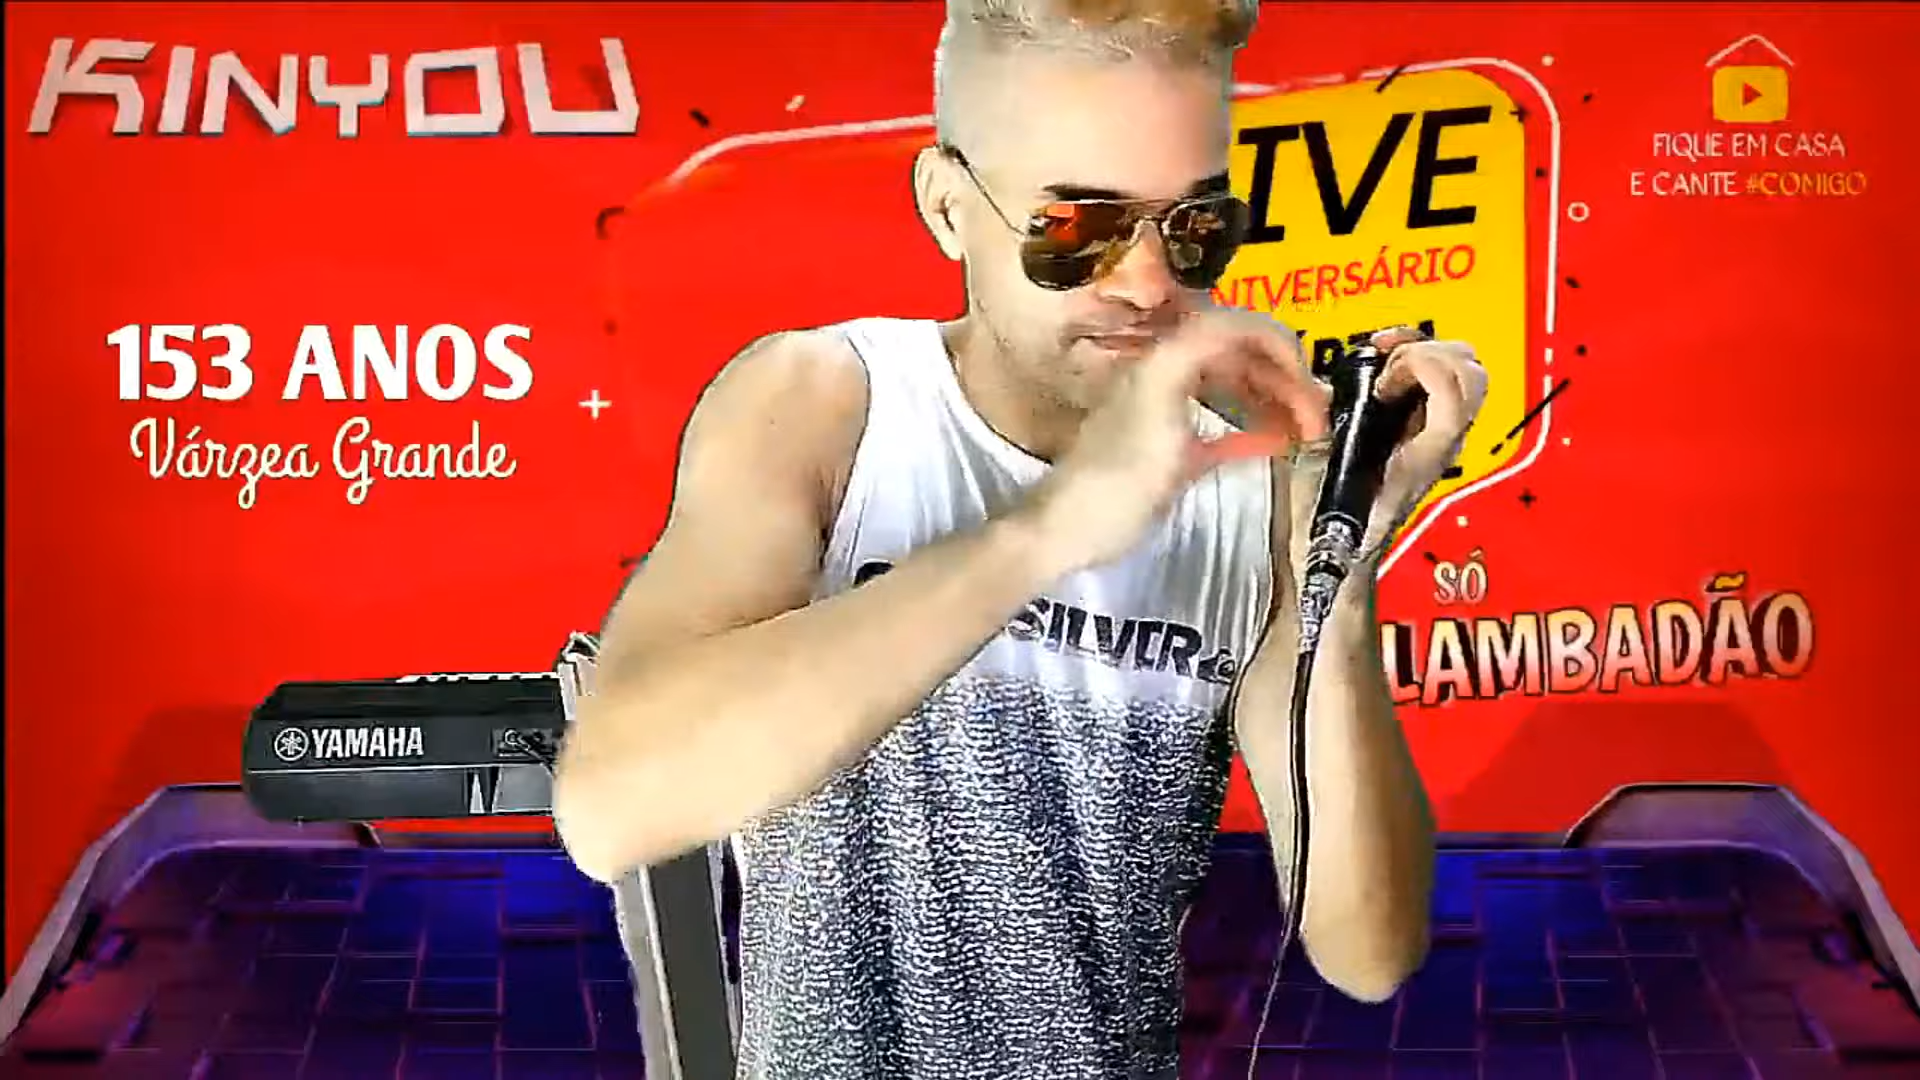 KINYOU
FIQUE EM CASA
E CANTE #COMIGO
IVE
NIVERSÁRIO
153 ANOS
Várzea Grande
SILVER
SÓ
LAMBADÃO
YAMAHA